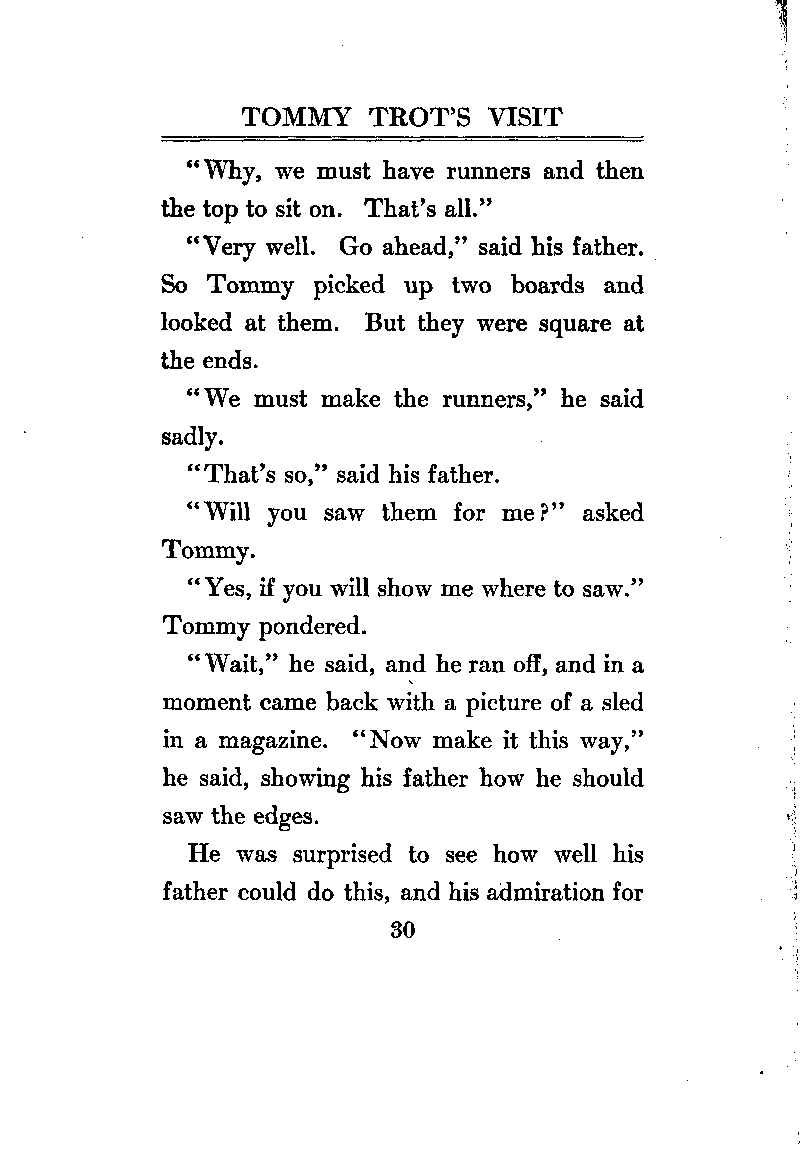 TOMMY TROT'S VISIT
“Why, we must have runners and then
the top to sit on. That's all.”
“Very well. Go ahead,” said his father.
So Tommy picked up two boards and
looked at them. But they were square at
the ends.
“We must make the runners,” he said
sadly.
“That's so,” said his father.
“Will you saw them for me?” asked
Tommy.
“Yes, if you will show me where to saw.”
Tommy pondered.
“Wait,” he said, and he ran off, and in a
moment came back with a picture of a sled
in a magazine. “Now make it this way,”
he said, showing his father how he should
saw the edges.
He was surprised to see how well his
father could do this, and his admiration for
30